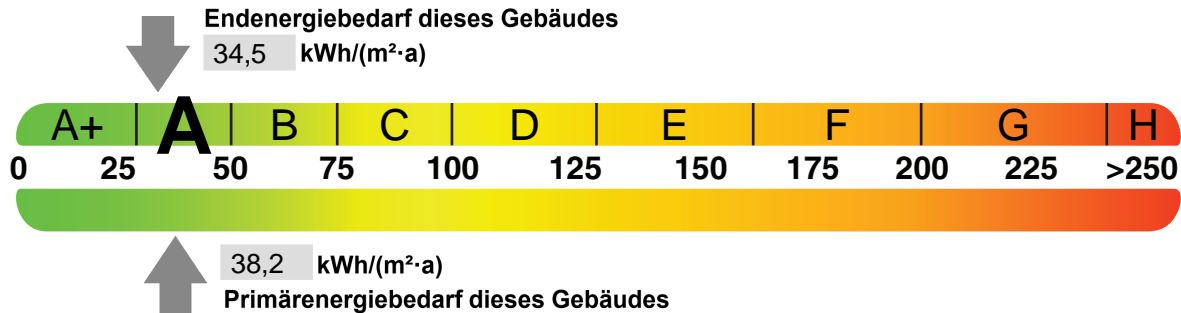 Endenergiebedarf dieses Gebäudes
34,5 kWh/(m²·a)
A+ A B C D E F G H
0 25 50 75 100 125 150 175 200 225 >250
38,2 kWh/(m²·a)
Primärenergiebedarf dieses Gebäudes